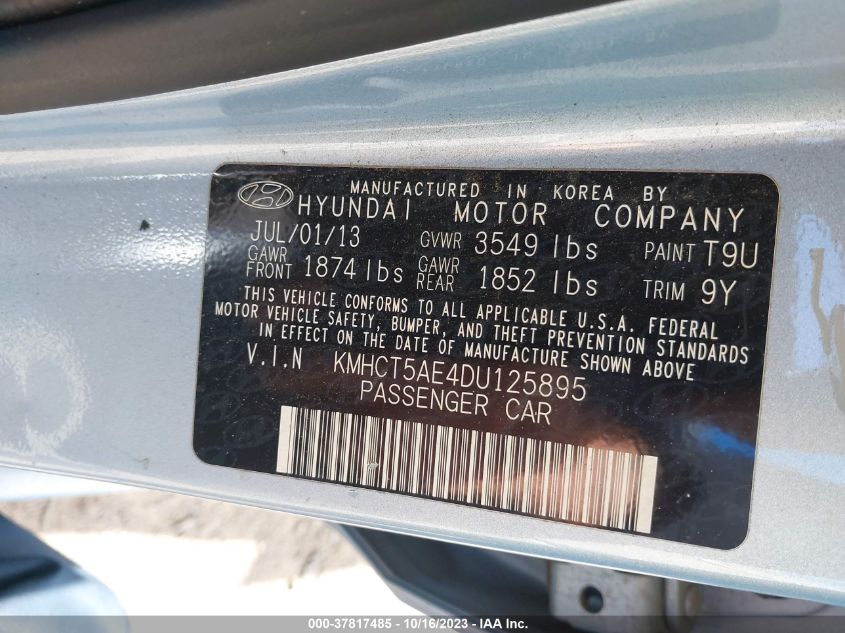 MANUFACTURED IN KOREA BY
HYUNDAI MOTOR COMPANY
JUL/01/13 GVWR 3549 lbs PAINT T9U
GAWR FRONT 1874 lbs GAWR REAR 1852 lbs TRIM 9Y
THIS VEHICLE CONFORMS TO ALL APPLICABLE U.S.A. FEDERAL
MOTOR VEHICLE SAFETY, BUMPER, AND THEFT PREVENTION STANDARDS
IN EFFECT ON THE DATE OF MANUFACTURE SHOWN ABOVE
V.I.N KMHCT5AE4DU125895
PASSENGER CAR
000-37817485 - 10/16/2023 - IAA